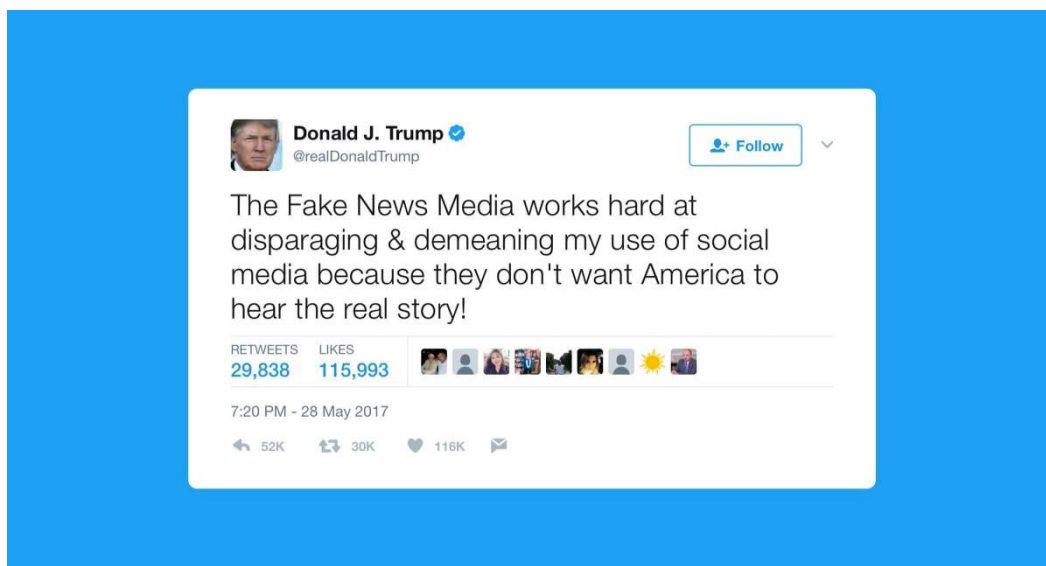 Donald J. Trump
@realDonaldTrump
Follow
The Fake News Media works hard at
disparaging & demeaning my use of social
media because they don't want America to
hear the real story!
RETWEETS LIKES
29,838 115,993
7:20 PM - 28 May 2017
52K 30K 116K